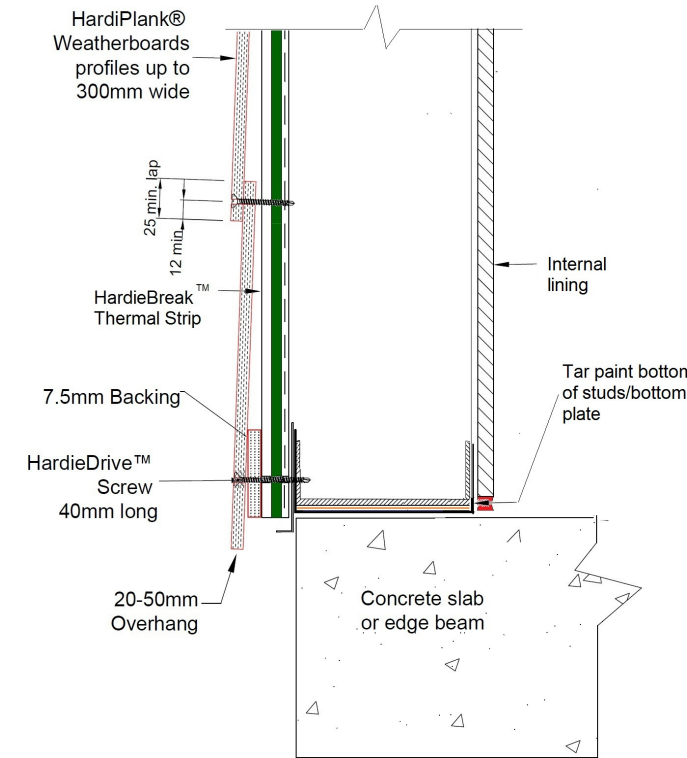 HardiPlank®
Weatherboards
profiles up to
300mm wide
25 min. lap
12 min
HardieBreak™
Thermal Strip
Internal
lining
7.5mm Backing
Tar paint bottom
of studs/bottom
plate
HardieDrive™
Screw
40mm long
20-50mm
Overhang
Concrete slab
or edge beam